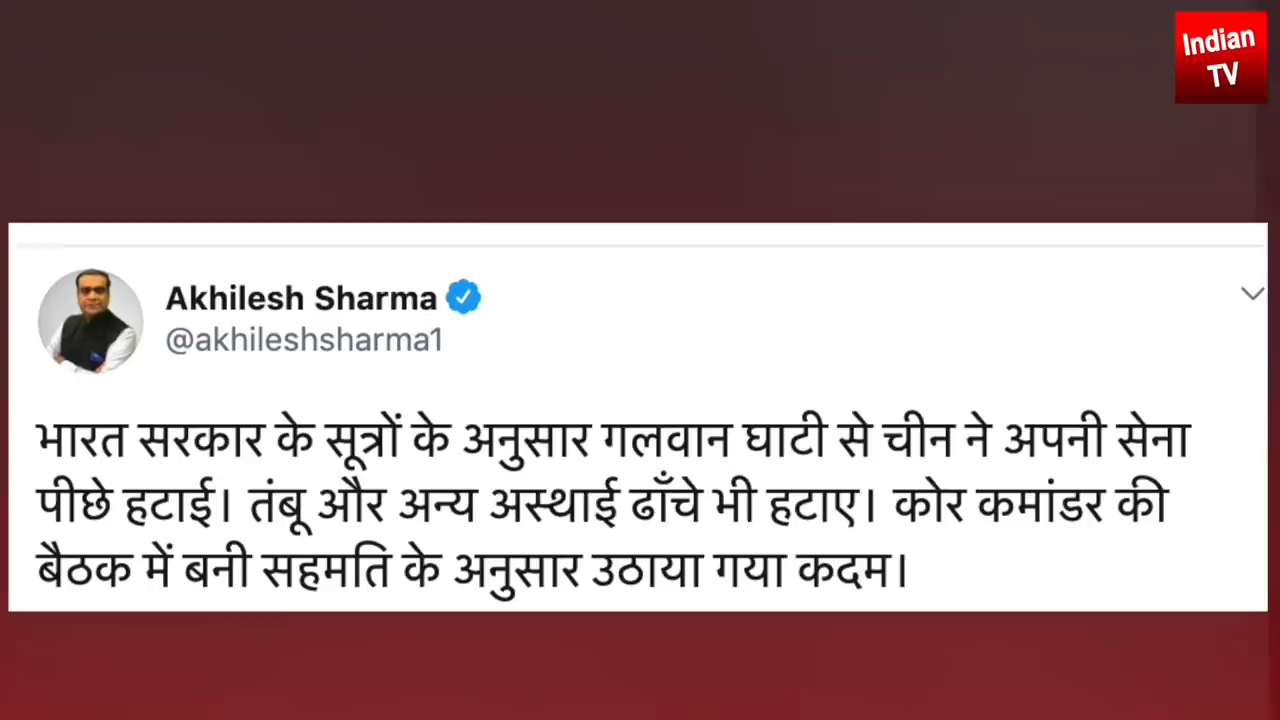 Indian
TV
Akhilesh Sharma
@akhileshsharma1
भारत सरकार के सूत्रों के अनुसार गलवान घाटी से चीन ने अपनी सेना
पीछे हटाई। तंबू और अन्य अस्थाई ढाँचे भी हटाए। कोर कमांडर की
बैठक में बनी सहमति के अनुसार उठाया गया कदम।